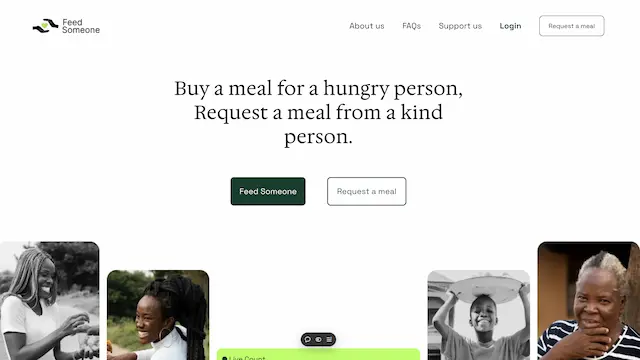 Feed
Someone
About us
FAQs
Support us
Login
Request a meal
Buy a meal for a hungry person,
Request a meal from a kind
person.
Feed Someone
Request a meal
Live Count